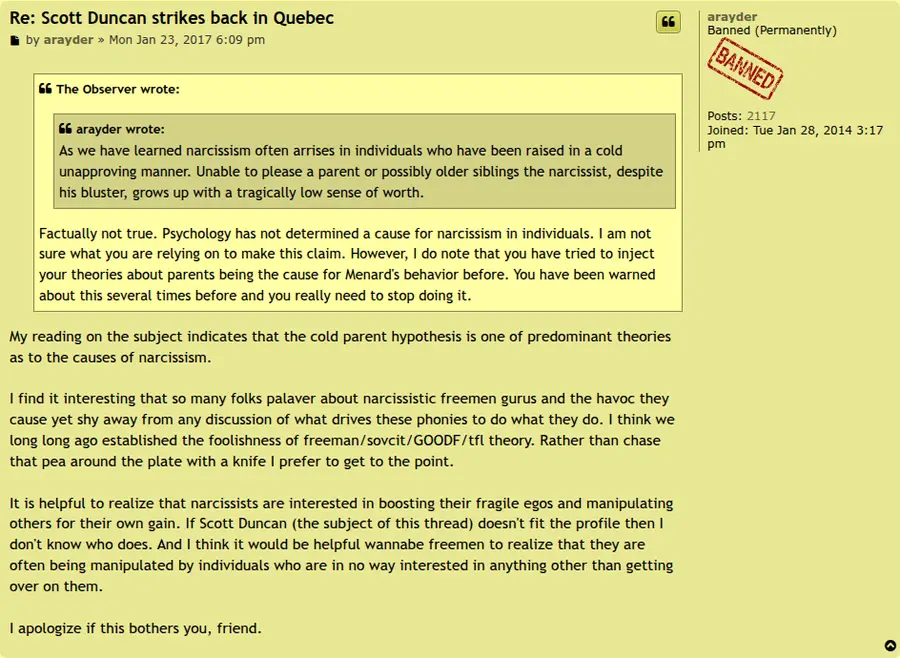 Re: Scott Duncan strikes back in Quebec
by arayder » Mon Jan 23, 2017 6:09 pm
The Observer wrote:
arayder wrote:
As we have learned narcissism often arrises in individuals who have been raised in a cold
unapproving manner. Unable to please a parent or possibly older siblings the narcissist, despite
his bluster, grows up with a tragically low sense of worth.
Factually not true. Psychology has not determined a cause for narcissism in individuals. I am not
sure what you are relying on to make this claim. However, I do note that you have tried to inject
your theories about parents being the cause for Menard's behavior before. You have been warned
about this several times before and you really need to stop doing it.
My reading on the subject indicates that the cold parent hypothesis is one of predominant theories
as to the causes of narcissism.
I find it interesting that so many folks palaver about narcissistic freemen gurus and the havoc they
cause yet shy away from any discussion of what drives these phonies to do what they do. I think we
long long ago established the foolishness of freeman/sovcit/GOODF/tfl theory. Rather than chase
that pea around the plate with a knife I prefer to get to the point.
It is helpful to realize that narcissists are interested in boosting their fragile egos and manipulating
others for their own gain. If Scott Duncan (the subject of this thread) doesn't fit the profile then I
don't know who does. And I think it would be helpful wannabe freemen to realize that they are
often being manipulated by individuals who are in no way interested in anything other than getting
over on them.
I apologize if this bothers you, friend.
arayder
Banned (Permanently)
BANNED
Posts: 2117
Joined: Tue Jan 28, 2014 3:17
pm